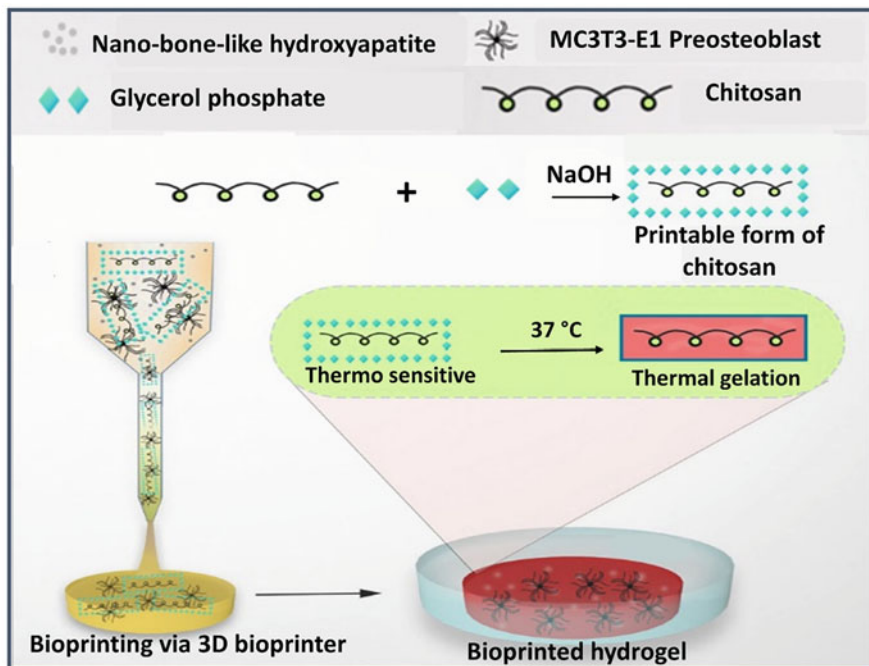 Nano-bone-like hydroxyapatite
MC3T3-E1 Preosteoblast
Glycerol phosphate
Chitosan
+
NaOH
Printable form of
chitosan
37 °C
Thermo sensitive
Thermal gelation
Bioprinting via 3D bioprinter
Bioprinted hydrogel